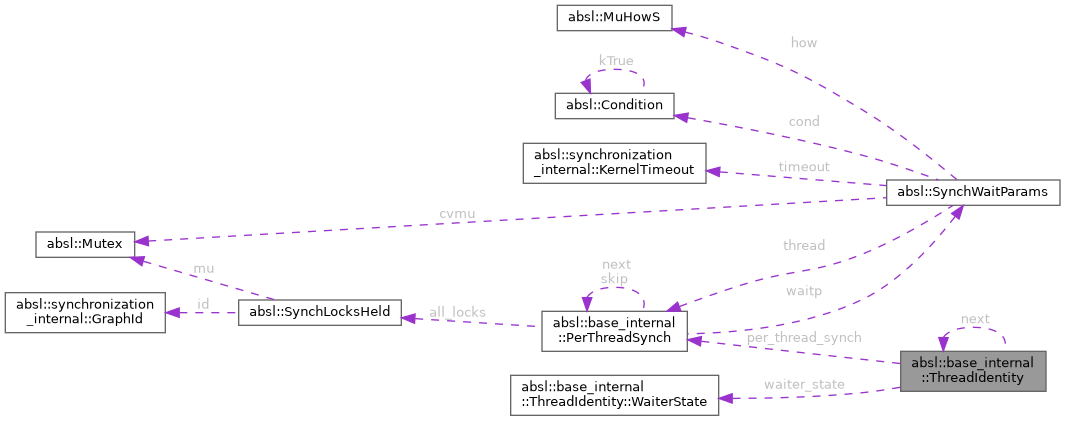 absl::MuHowS
how
kTrue
absl::Condition
cond
absl::synchronization
_internal::KernelTimeout
timeout
absl::SynchWaitParams
cvmu
absl::Mutex
thread
mu
next
skip
waitp
absl::synchronization
_internal::GraphId
id
absl::SynchLocksHeld
all_locks
absl::base_internal
::PerThreadSynch
next
per_thread_synch
absl::base_internal
::ThreadIdentity
absl::base_internal
::ThreadIdentity::WaiterState
waiter_state